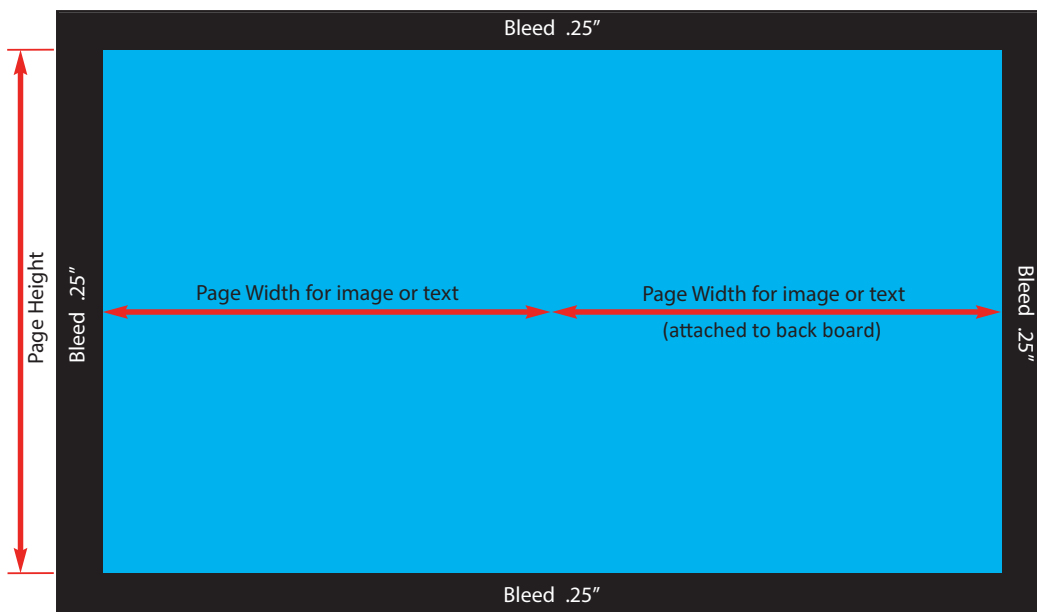 Bleed .25”
Page Height
Bleed .25”
Page Width for image or text
Page Width for image or text
(attached to back board)
Bleed .25”
Bleed .25”